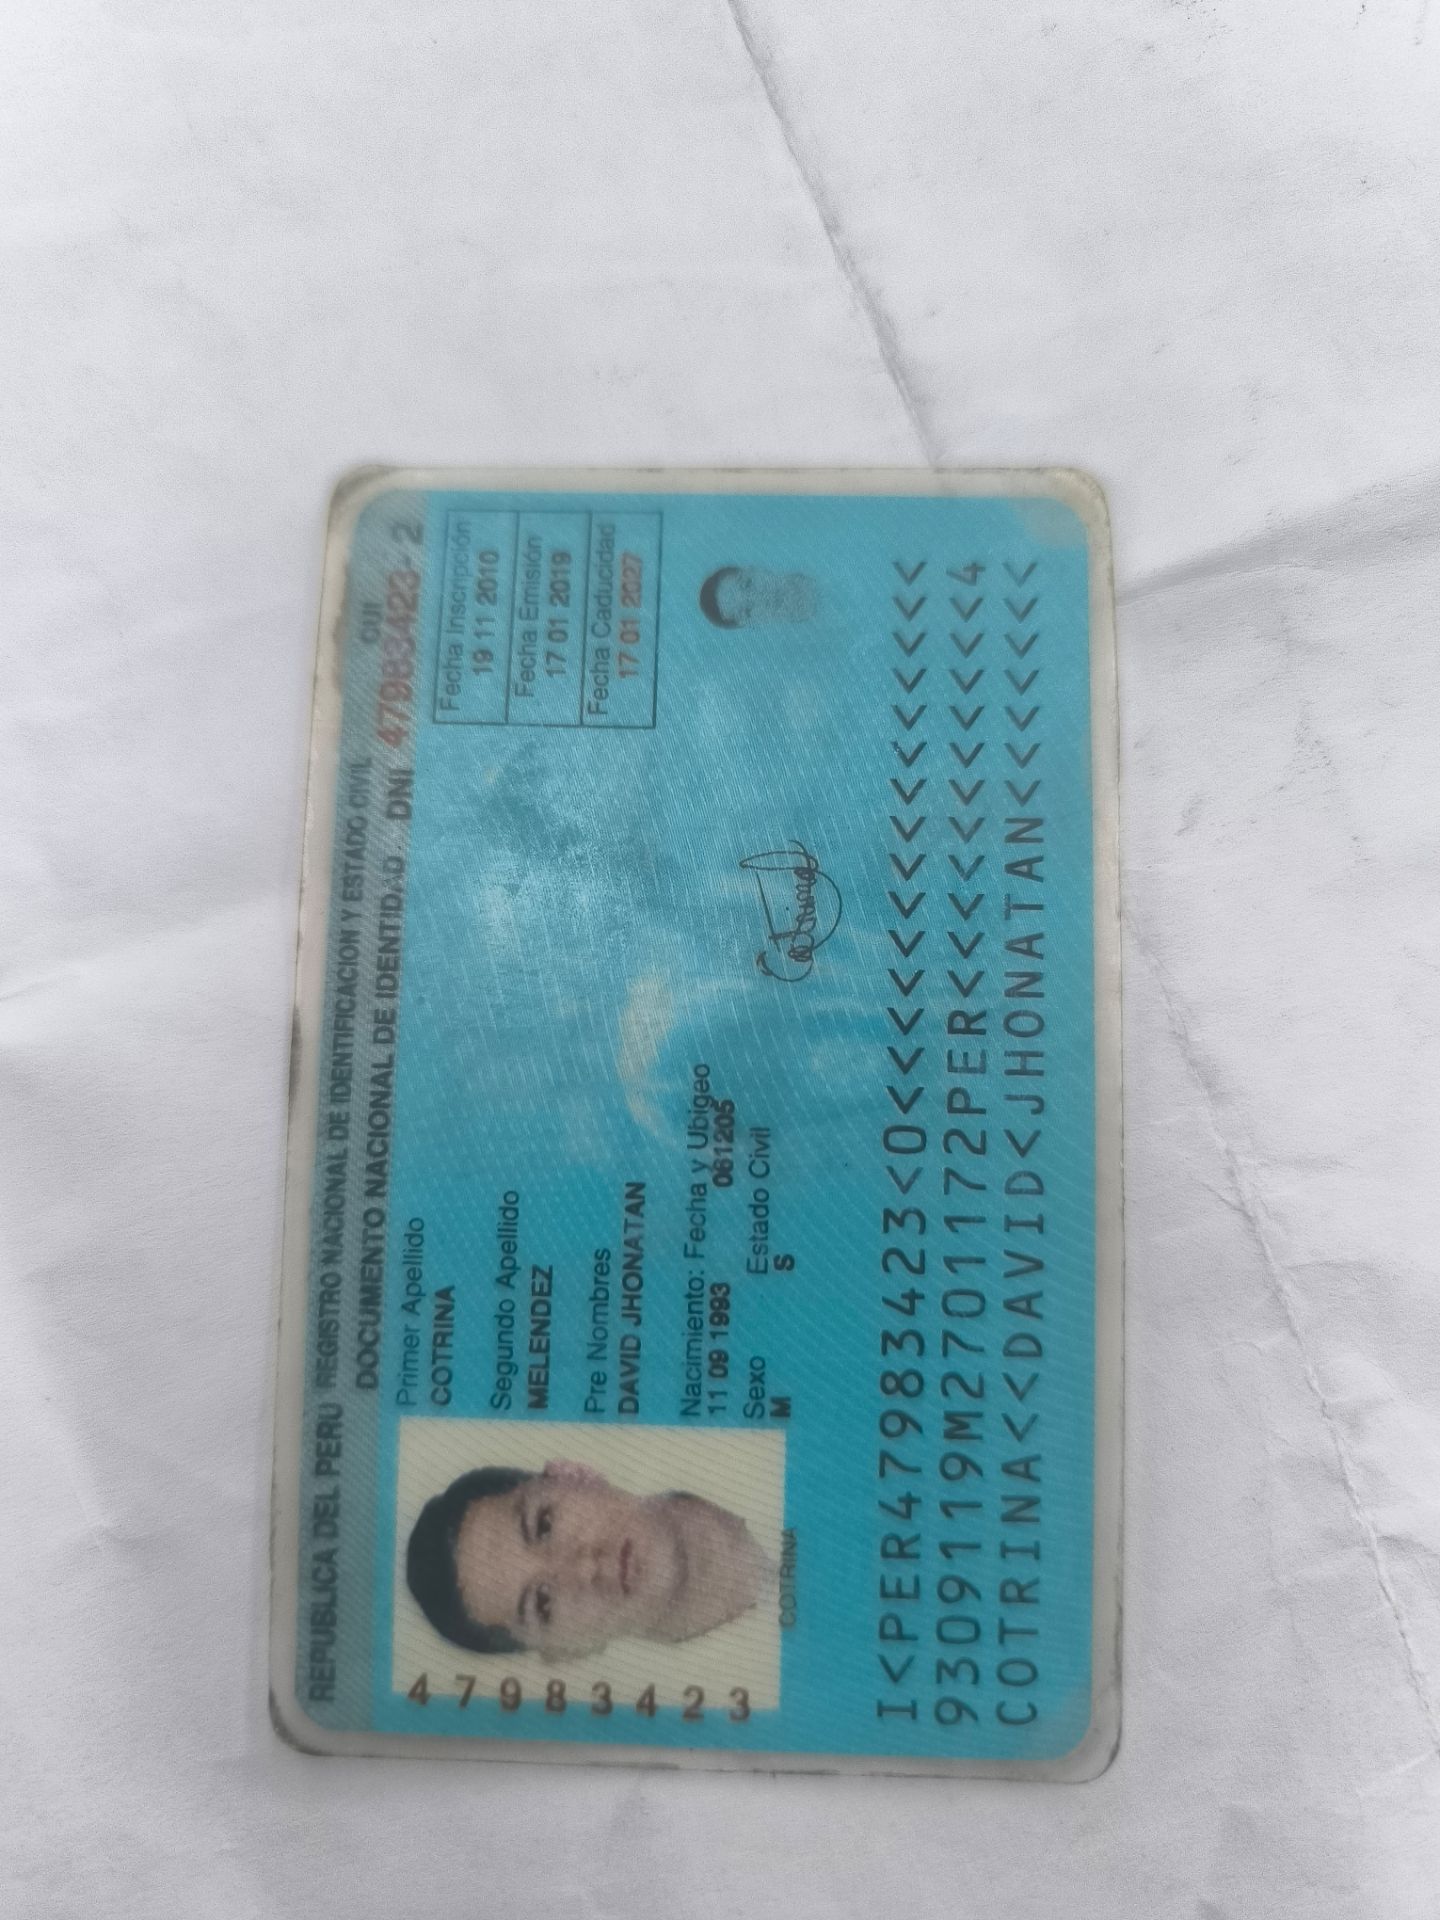 REPUBLICA DEL PERU REGISTRO NACIONAL DE IDENTIFICACION Y ESTADO CIVIL
DOCUMENTO NACIONAL DE IDENTIDAD DNI 47983423 - 2
CUI
Primer Apellido
COTRINA
Segundo Apellido
MELENDEZ
Pre Nombres
DAVID JHONATAN
Nacimiento: Fecha y Ubigeo
11 09 1993 061205
Sexo Estado Civil
M S
Fecha Inscripción
19 11 2010
Fecha Emisión
17 01 2019
Fecha Caducidad
17 01 2027
47983423
COTRINA
Cotrina
I<PER47983423<0<<<<<<<<<<<<<<<
9309119M2701172PER<<<<<<<<<<<4
COTRINA<<DAVID<JHONATAN<<<<<<<